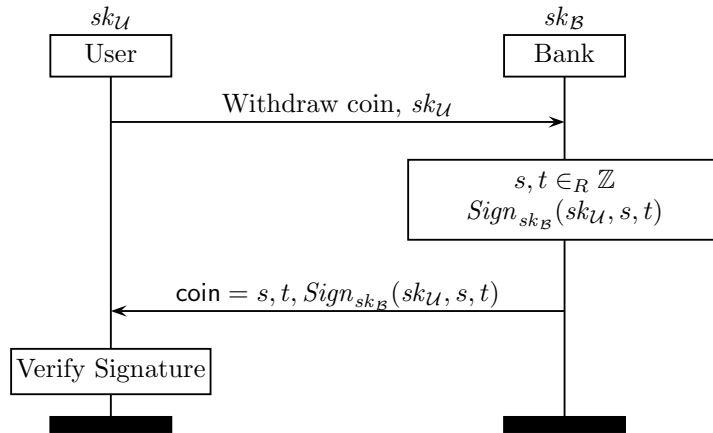 sk_𝒰 sk_ℬ
User Bank
Withdraw coin, sk_𝒰
s, t ∈_R ℤ
Sign_{sk_ℬ}(sk_𝒰, s, t)
coin = s, t, Sign_{sk_ℬ}(sk_𝒰, s, t)
Verify Signature